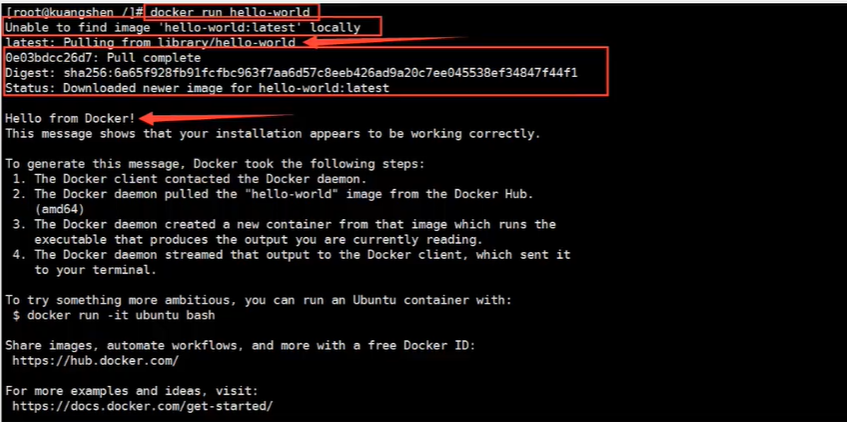 [root@kuangshen /]# docker run hello-world
Unable to find image 'hello-world:latest' locally
latest: Pulling from library/hello-world
0e03bdcc26d7: Pull complete
Digest: sha256:6a65f928fb91fcfbc963f7aa6d57c8eeb426ad9a20c7ee045538ef34847f44f1
Status: Downloaded newer image for hello-world:latest
Hello from Docker!
This message shows that your installation appears to be working correctly.
To generate this message, Docker took the following steps:
1. The Docker client contacted the Docker daemon.
2. The Docker daemon pulled the "hello-world" image from the Docker Hub.
(amd64)
3. The Docker daemon created a new container from that image which runs the
executable that produces the output you are currently reading.
4. The Docker daemon streamed that output to the Docker client, which sent it
to your terminal.
To try something more ambitious, you can run an Ubuntu container with:
$ docker run -it ubuntu bash
Share images, automate workflows, and more with a free Docker ID:
https://hub.docker.com/
For more examples and ideas, visit:
https://docs.docker.com/get-started/